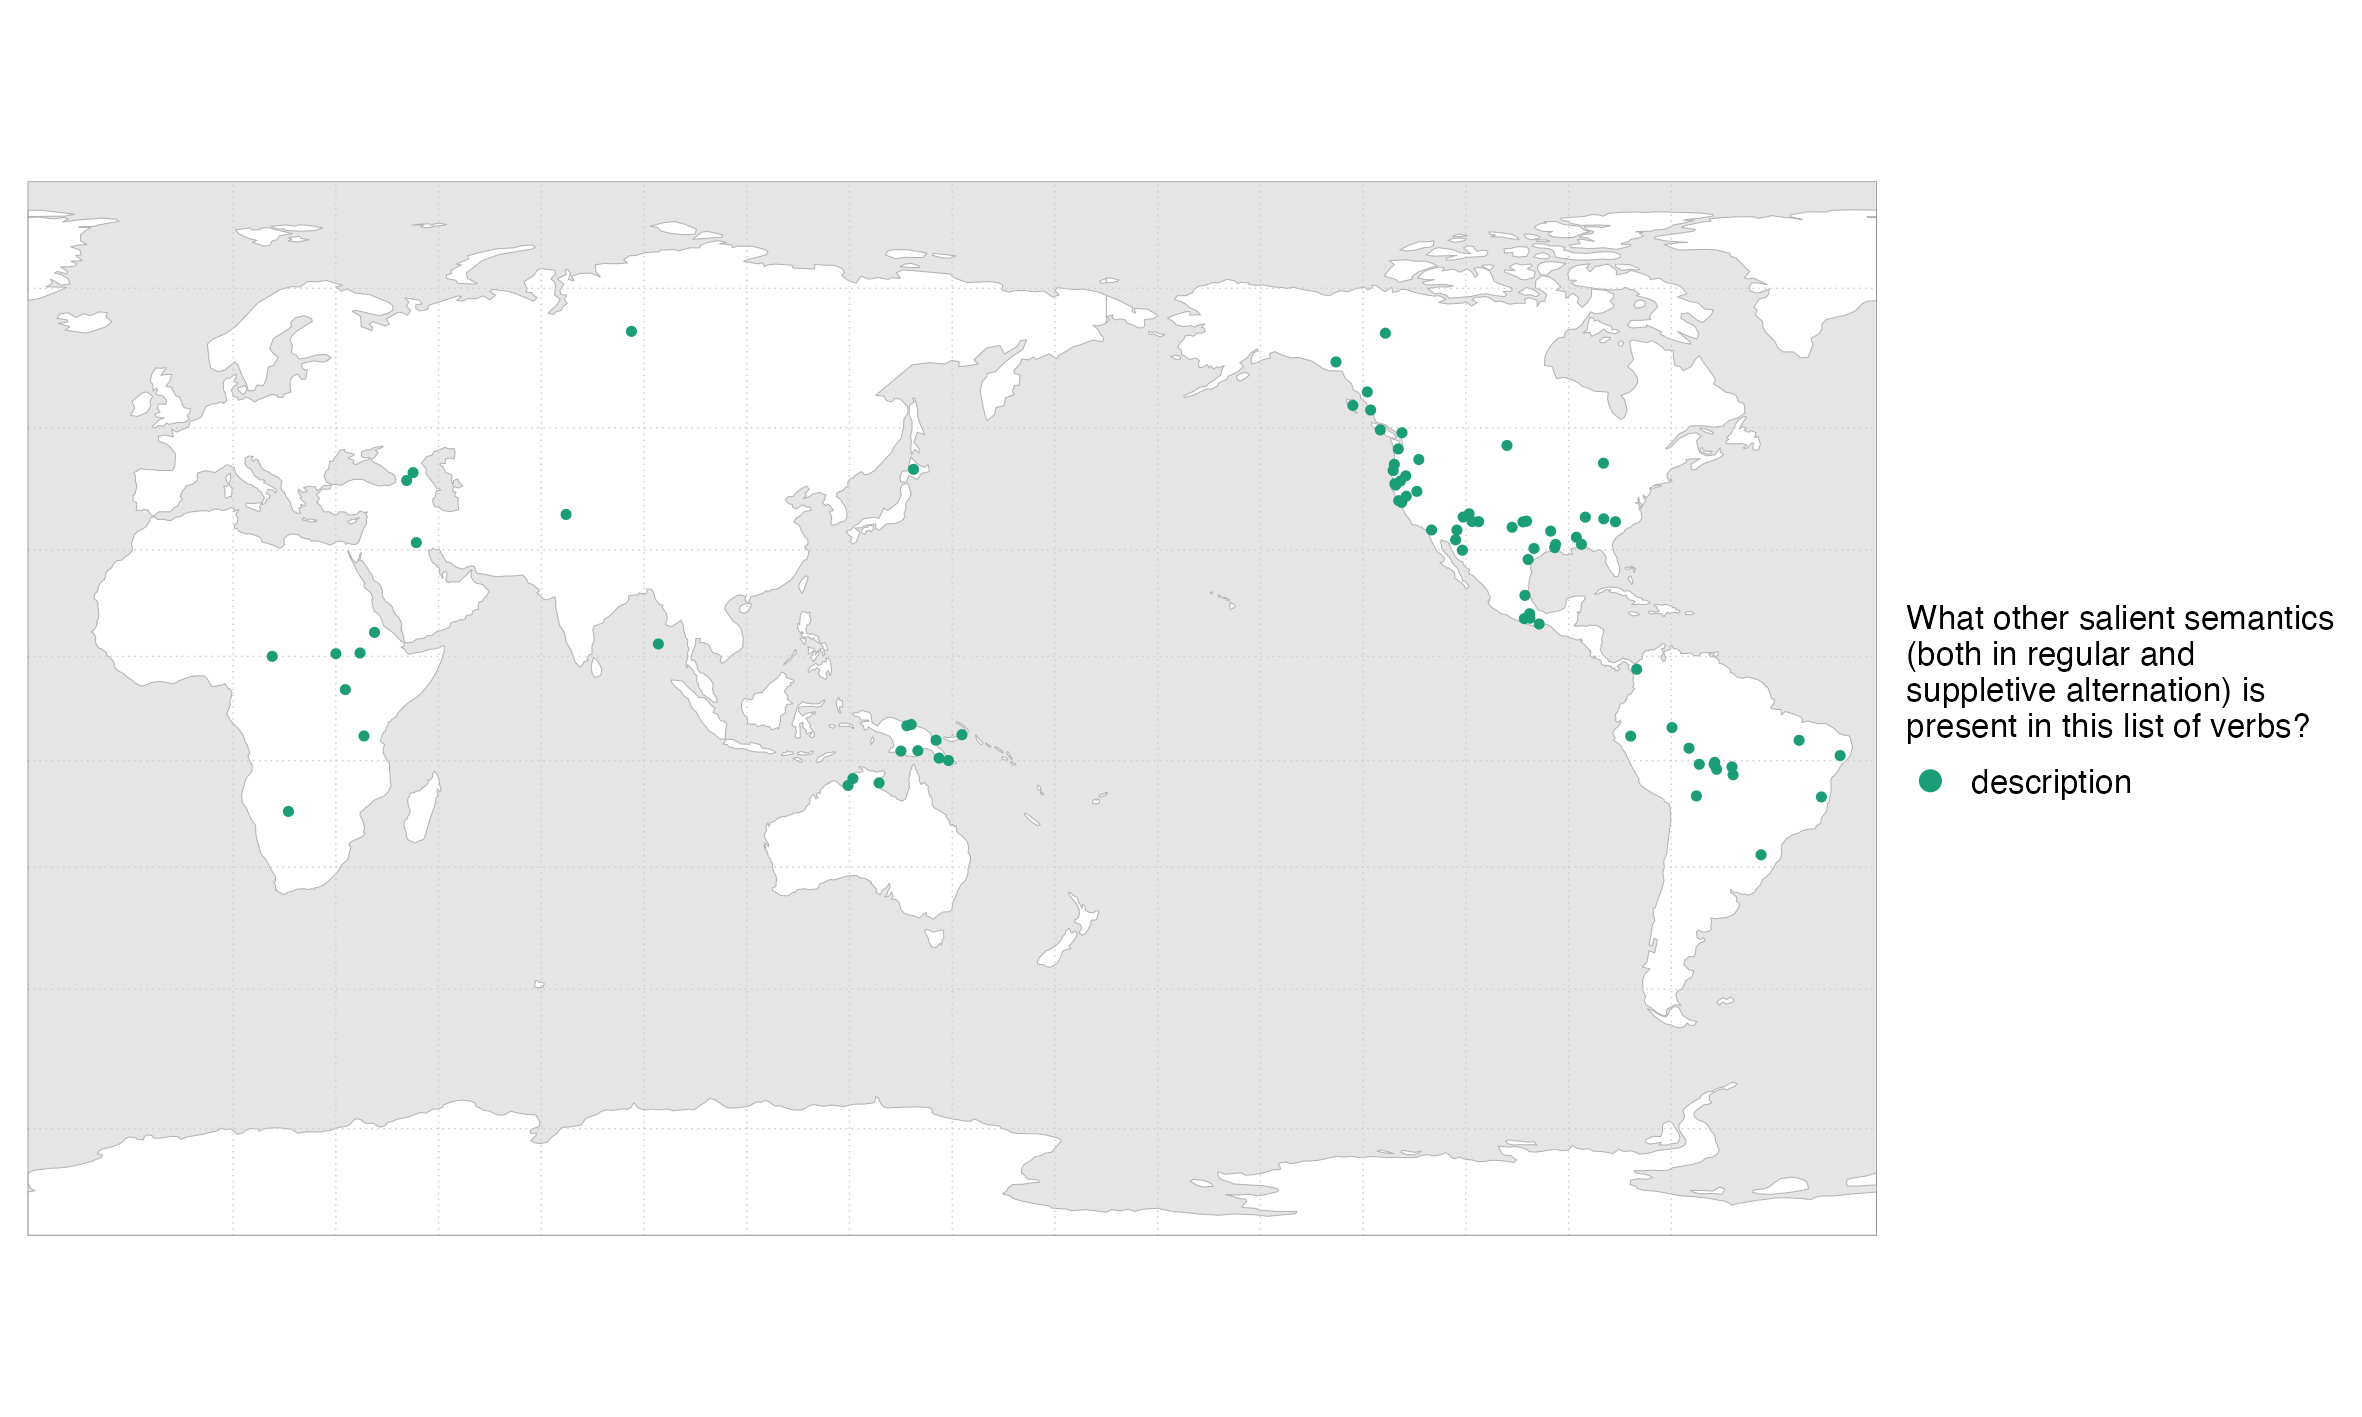 What other salient semantics
(both in regular and
suppletive alternation) is
present in this list of verbs?
description